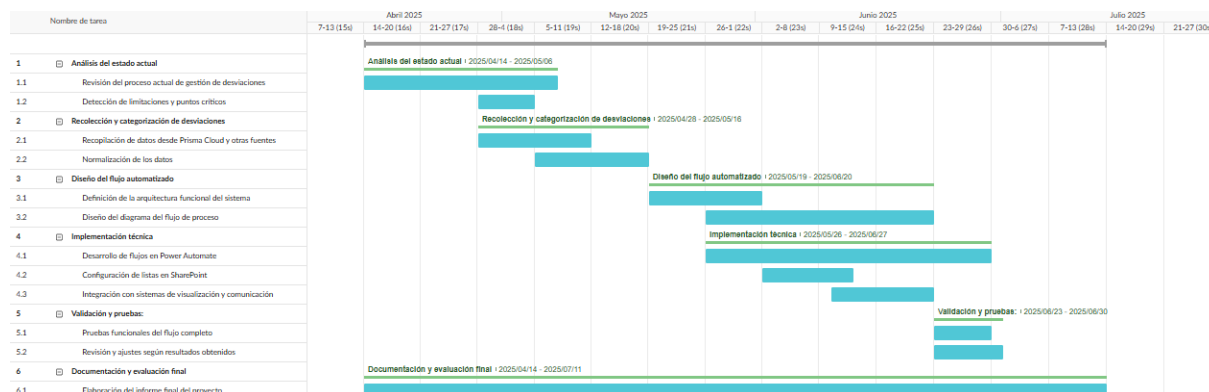 Nombre de tarea
Abril 2025 Mayo 2025 Junio 2025 Julio 2025
7-13 (15s) 14-20 (16s) 21-27 (17s) 28-4 (18s) 5-11 (19s) 12-18 (20s) 19-25 (21s) 26-1 (22s) 2-8 (23s) 9-15 (24s) 16-22 (25s) 23-29 (26s) 30-6 (27s) 7-13 (28s) 14-20 (29s) 21-27 (30s
1 Análisis del estado actual Análisis del estado actual 2025/04/14 - 2025/05/06
1.1 Revisión del proceso actual de gestión de desviaciones
1.2 Detección de limitaciones y puntos críticos
2 Recolección y categorización de desviaciones Recolección y categorización de desviaciones 2025/04/28 - 2025/05/16
2.1 Recopilación de datos desde Prisma Cloud y otras fuentes
2.2 Normalización de los datos
3 Diseño del flujo automatizado Diseño del flujo automatizado 2025/05/19 - 2025/06/20
3.1 Definición de la arquitectura funcional del sistema
3.2 Diseño del diagrama del flujo de proceso
4 Implementación técnica Implementación técnica 2025/05/26 - 2025/06/27
4.1 Desarrollo de flujos en Power Automate
4.2 Configuración de listas en SharePoint
4.3 Integración con sistemas de visualización y comunicación
5 Validación y pruebas: Validación y pruebas: 2025/06/23 - 2025/06/30
5.1 Pruebas funcionales del flujo completo
5.2 Revisión y ajustes según resultados obtenidos
6 Documentación y evaluación final Documentación y evaluación final 2025/04/14 - 2025/07/11
6.1 Elaboración del informe final del proyecto